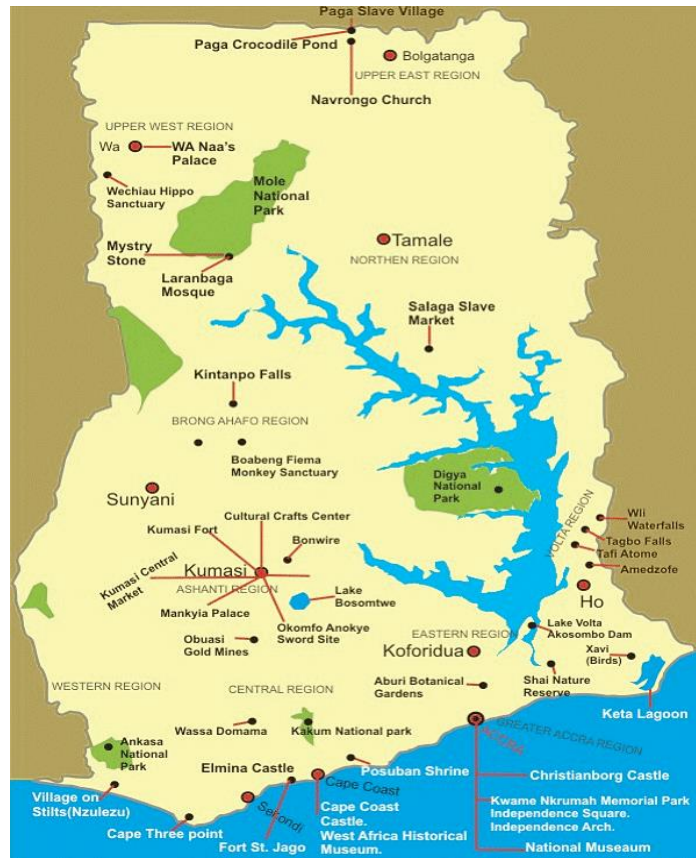 Paga Slave Village
Paga Crocodile Pond
Bolgatanga
UPPER EAST REGION
Navrongo Church
UPPER WEST REGION
Wa
WA Naa's
Palace
Wechiau Hippo
Sanctuary
Mole
National
Park
Mystry
Stone
Laranbaga
Mosque
Tamale
NORTHEN REGION
Salaga Slave
Market
Kintanpo Falls
BRONG AHAFO REGION
Boabeng Fiema
Monkey Sanctuary
Digya
National
Park
Sunyani
Cultural Crafts Center
Kumasi Fort
Bonwire
Kumasi
Kumasi Central
Market
ASHANTI REGION
Mankyia Palace
Lake
Bosomtwe
Okomfo Anokye
Sword Site
Obuasi
Gold Mines
VOLTA REGION
Wli
Waterfalls
Tagbo Falls
Tafi Atome
Amedzofe
Ho
Lake Volta
Akosombo Dam
EASTERN REGION
Koforidua
Xavi
(Birds)
Shai Nature
Reserve
Aburi Botanical
Gardens
Keta Lagoon
WESTERN REGION
CENTRAL REGION
Wassa Domama
Kakum National park
GREATER ACCRA REGION
ACCRA
Ankasa
National
Park
Elmina Castle
Posuban Shrine
Cape Coast
Christianborg Castle
Village on
Stilts(Nzulezu)
Sekondi
Cape Three point
Fort St. Jago
Cape Coast
Castle.
West Africa Historical
Museum.
Kwame Nkrumah Memorial Park
Independence Square.
Independence Arch.
National Museaum